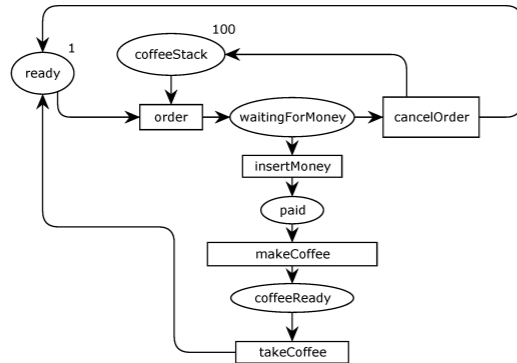 100
1
coffeeStack
ready
order
waitingForMoney
cancelOrder
insertMoney
paid
makeCoffee
coffeeReady
takeCoffee